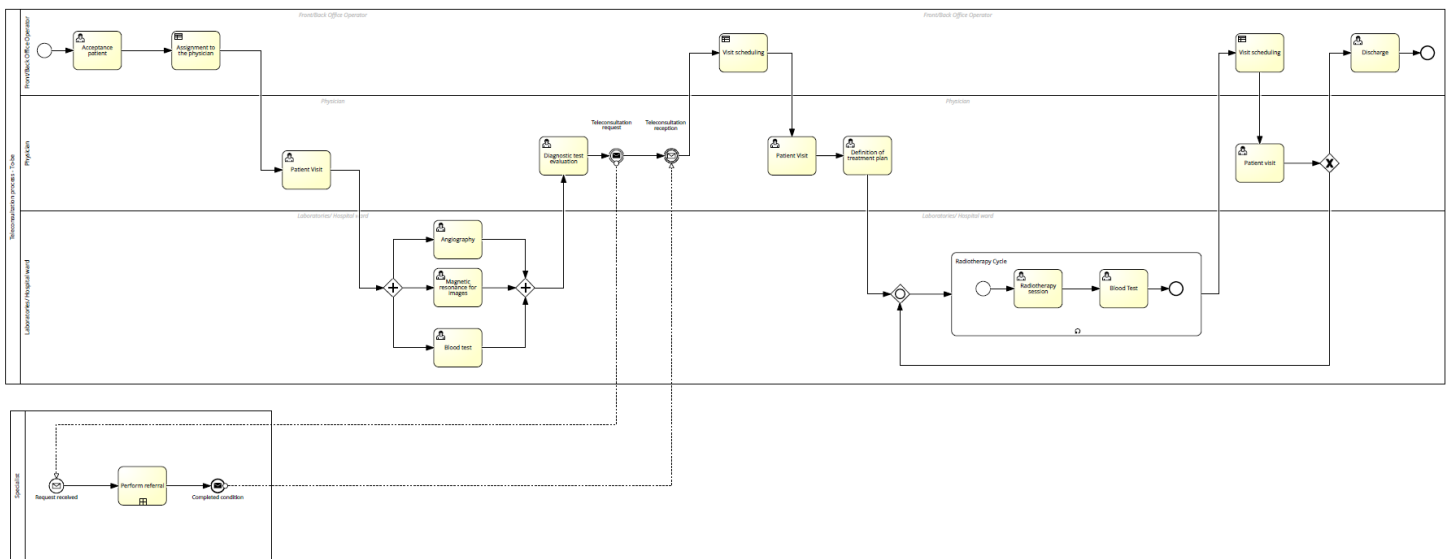 Teleconsultation process - To-be
Front/Back Office Operator
Front/Back Office Operator
Front/Back Office Operator
Acceptance
patient
Assignment to
the physician
Visit scheduling
Visit scheduling
Discharge
Physician
Physician
Physician
Patient Visit
Diagnostic test
evaluation
Teleconsultation
request
Teleconsultation
reception
Patient Visit
Definition of
treatment plan
Patient visit
Laboratories/ Hospital ward
Laboratories/ Hospital ward
Laboratories/ Hospital ward
Angiography
Magnetic
resonance for
images
Blood test
Radiotherapy Cycle
Radiotherapy
session
Blood Test
Specialist
Request received
Perform referral
Completed condition